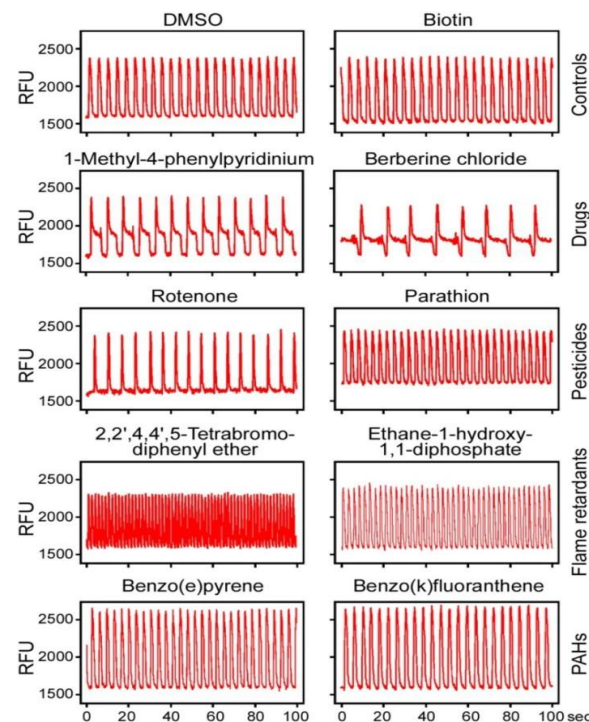 DMSO Biotin
2500
2000
1500
RFU
Controls
1-Methyl-4-phenylpyridinium Berberine chloride
2500
2000
1500
RFU
Drugs
Rotenone Parathion
2500
2000
1500
RFU
Pesticides
2,2',4,4',5-Tetrabromo- Ethane-1-hydroxy-
diphenyl ether 1,1-diphosphate
2500
2000
1500
RFU
Flame retardants
Benzo(e)pyrene Benzo(k)fluoranthene
2500
2000
1500
RFU
PAHs
0 20 40 60 80 100 0 20 40 60 80 100 sec